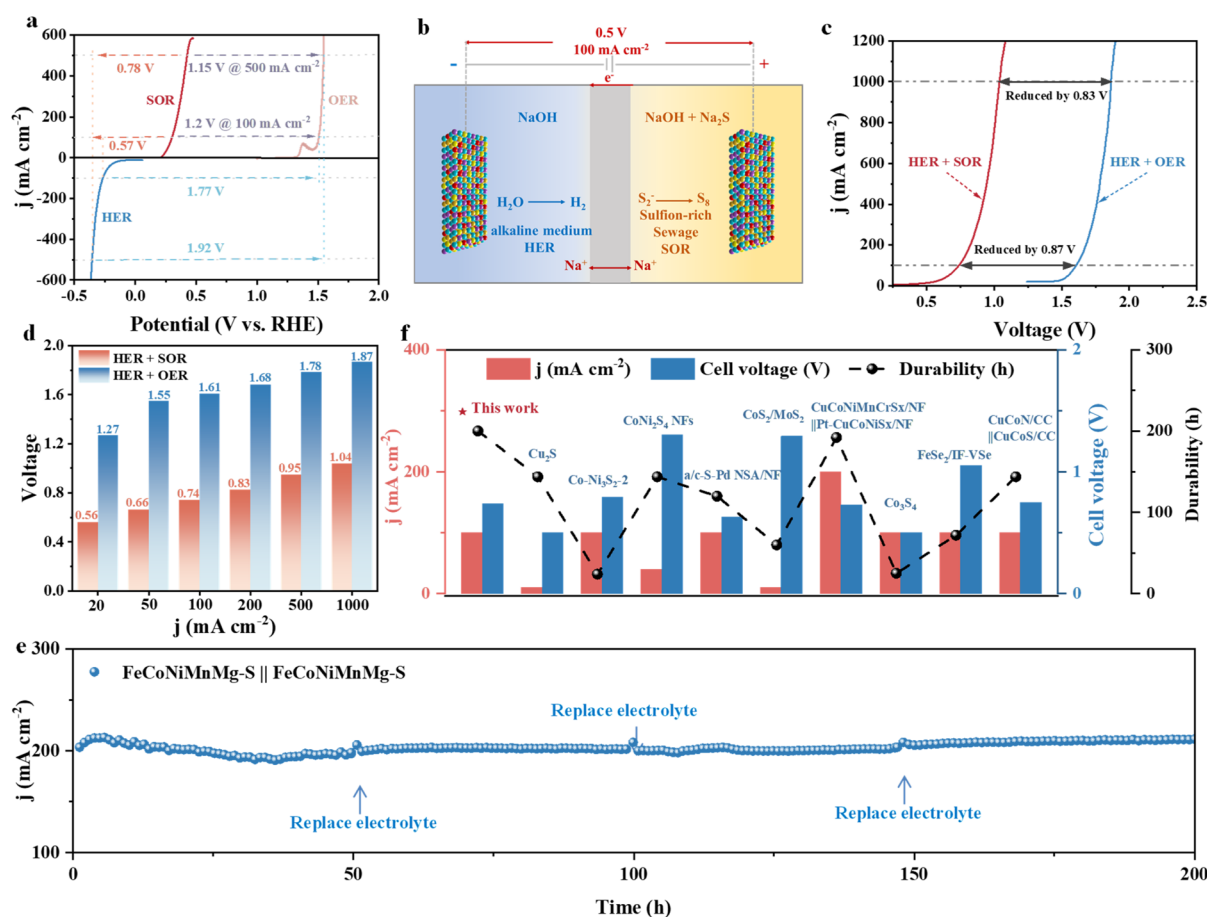 a
600
400
200
0
-200
-400
-600
j (mA cm⁻²)
0.78 V
1.15 V @ 500 mA cm⁻²
SOR
OER
1.2 V @ 100 mA cm⁻²
0.57 V
1.77 V
HER
1.92 V
-0.5
0.0
0.5
1.0
1.5
2.0
Potential (V vs. RHE)
b
0.5 V
100 mA cm⁻²
-
+
e⁻
NaOH
NaOH + Na₂S
H₂O
H₂
alkaline medium
HER
S₂⁻
S₈
Sulfion-rich
Sewage
SOR
Na⁺
Na⁺
c
1200
1000
800
600
400
200
0
j (mA cm⁻²)
Reduced by 0.83 V
HER + SOR
HER + OER
Reduced by 0.87 V
0.5
1.0
1.5
2.0
2.5
Voltage (V)
d
2.0
1.6
1.2
0.8
0.4
0.0
Voltage
HER + SOR
HER + OER
0.56
1.27
0.66
1.55
0.74
1.61
0.83
1.68
0.95
1.78
1.04
1.87
20
50
100
200
500
1000
j (mA cm⁻²)
f
400
200
0
j (mA cm⁻²)
j (mA cm⁻²)
Cell voltage (V)
Durability (h)
★ This work
Cu₂S
Co-Ni₃S₂-2
CoNi₂S₄ NFs
a/c-S-Pd NSA/NF
CoS₂/MoS₂
CuCoNiMnCrSx/NF
||Pt-CuCoNiSx/NF
Co₃S₄
FeSe₂/IF-VSe
CuCoN/CC
||CuCoS/CC
2
1
0
Cell voltage (V)
300
200
100
0
Durability (h)
e
300
200
100
j (mA cm⁻²)
FeCoNiMnMg-S || FeCoNiMnMg-S
Replace electrolyte
Replace electrolyte
Replace electrolyte
0
50
100
150
200
Time (h)